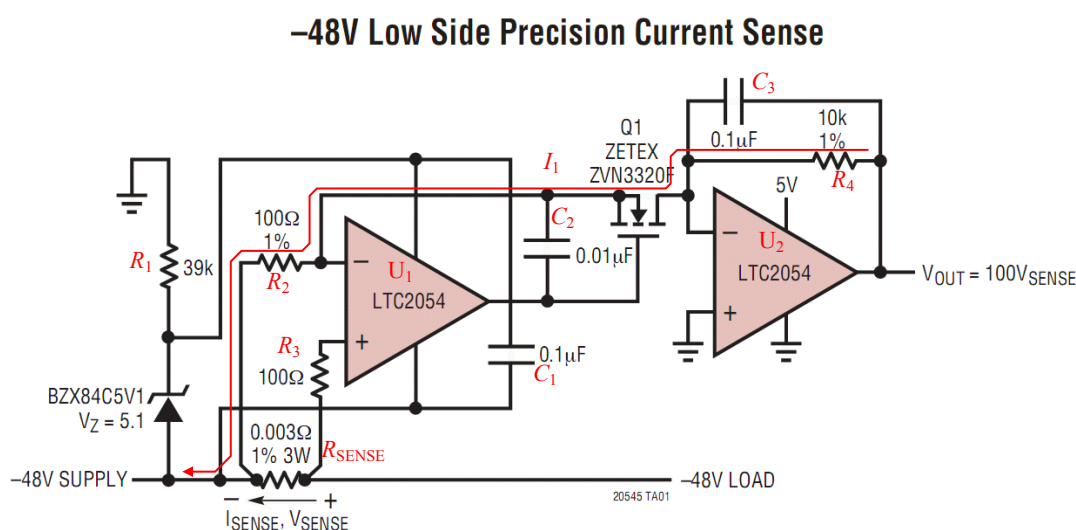 –48V Low Side Precision Current Sense
C3
10k
1%
0.1µF
Q1
ZETEX
ZVN3320F
I1
R4
5V
100Ω
1%
C2
R1
39k
R2
–
U1
LTC2054
0.01µF
–
U2
LTC2054
VOUT = 100VSENSE
R3
+
+
100Ω
0.1µF
C1
BZX84C5V1
VZ = 5.1
0.003Ω
1% 3W
RSENSE
–48V SUPPLY
–48V LOAD
– +
20545 TA01
ISENSE, VSENSE